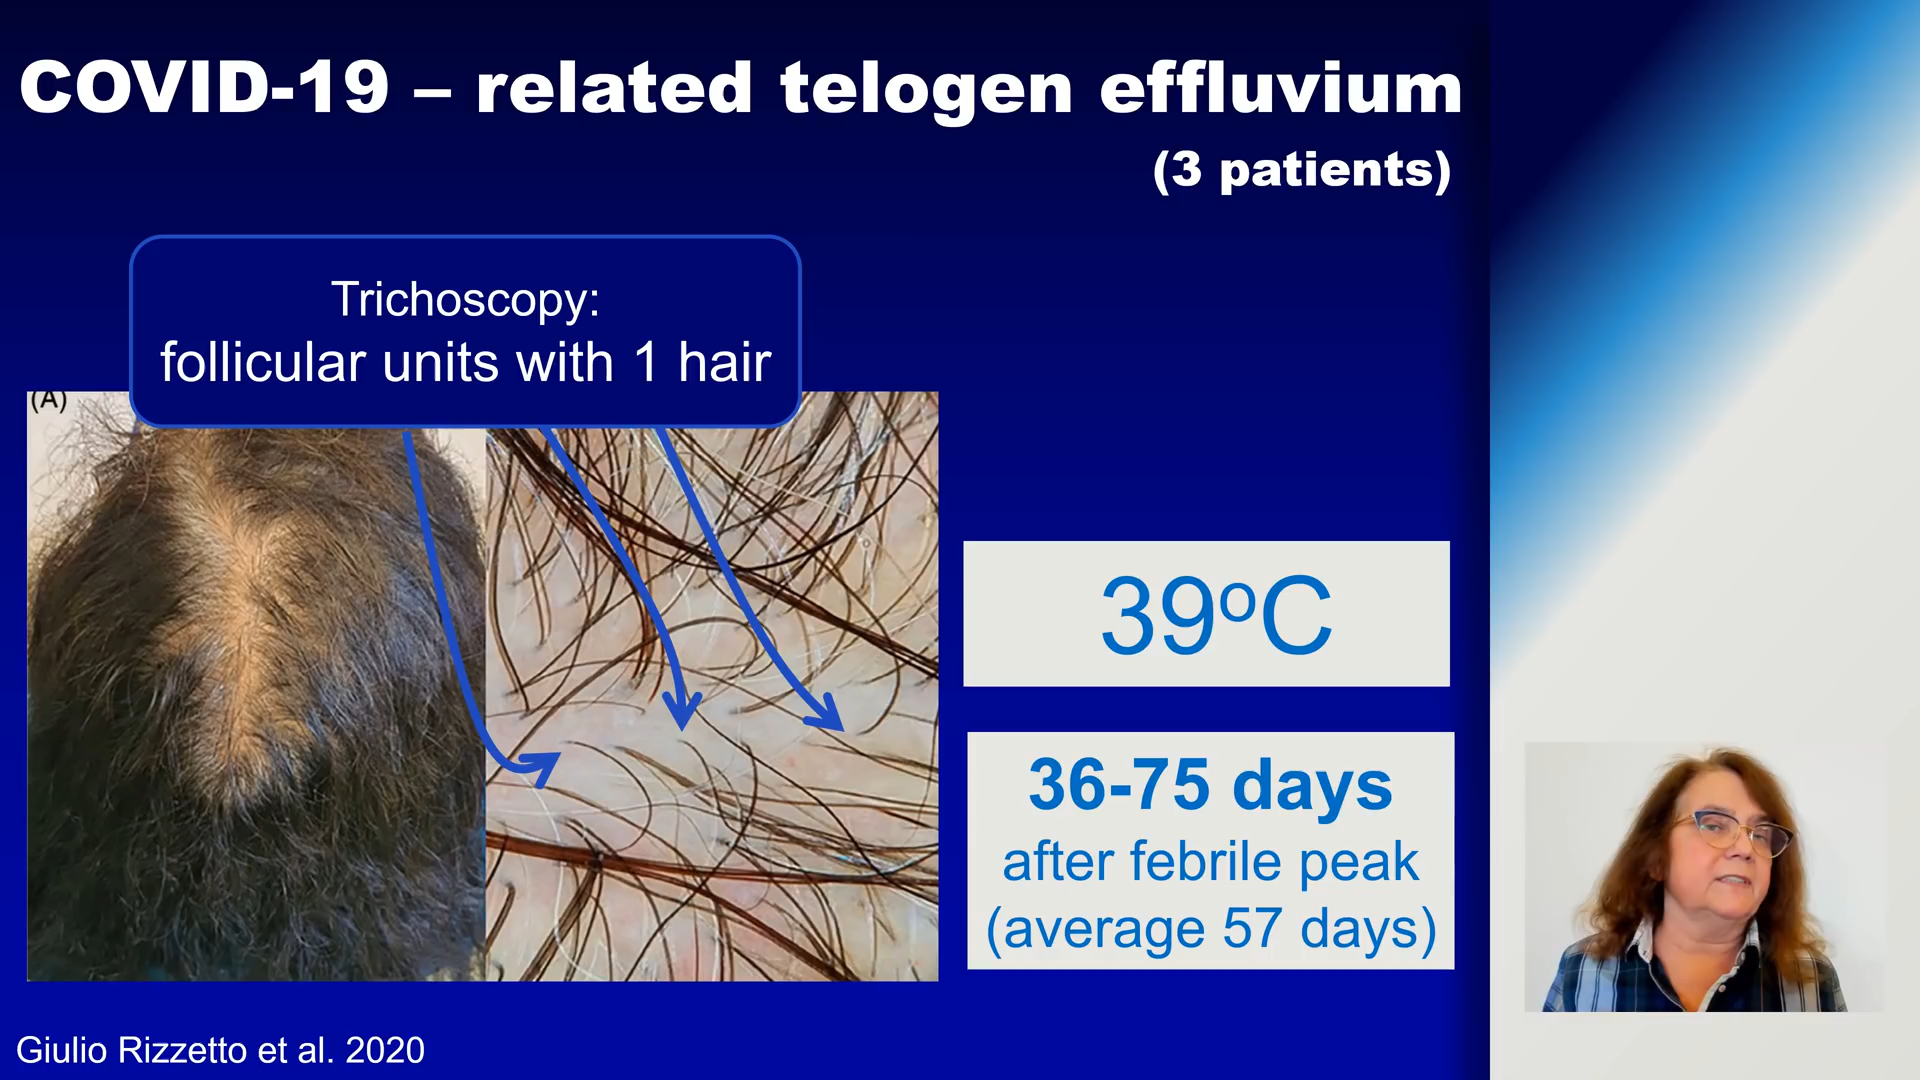 COVID-19 – related telogen effluvium
(3 patients)
Trichoscopy:
follicular units with 1 hair
(A)
39ºC
36-75 days
after febrile peak
(average 57 days)
Giulio Rizzetto et al. 2020